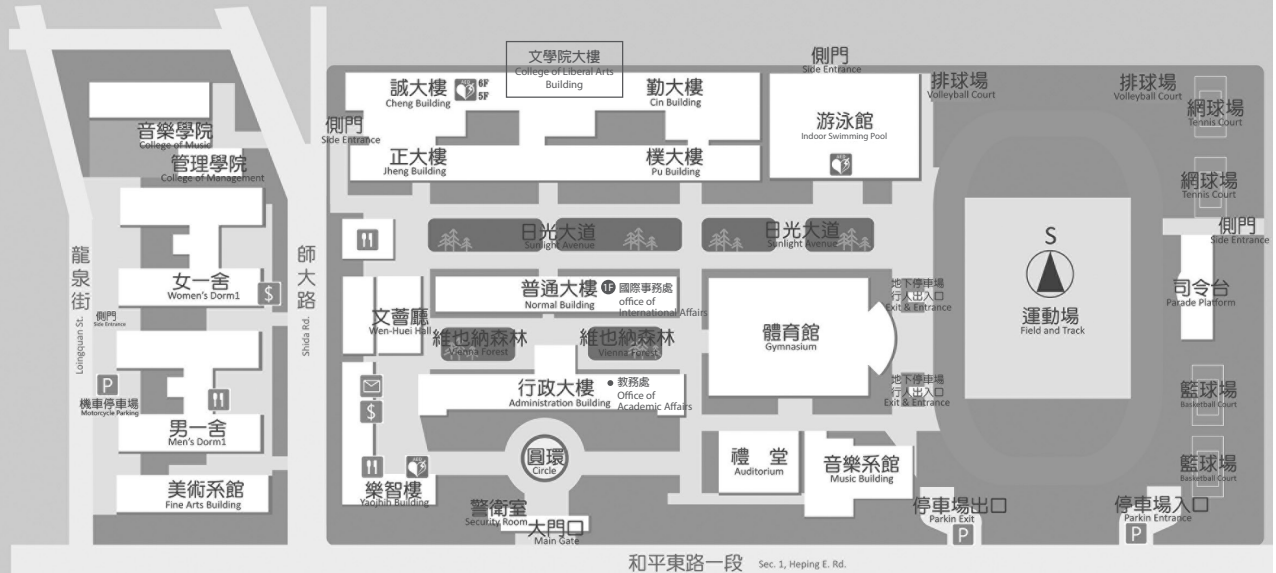 文學院大樓
College of Liberal Arts
Building
側門
Side Entrance
誠大樓
Cheng Building
6F
5F
勤大樓
Cin Building
排球場
Volleyball Court
排球場
Volleyball Court
網球場
Tennis Court
音樂學院
College of Music
側門
Side Entrance
游泳館
Indoor Swimming Pool
管理學院
College of Management
正大樓
Jheng Building
樸大樓
Pu Building
網球場
Tennis Court
日光大道
Sunlight Avenue
日光大道
Sunlight Avenue
側門
Side Entrance
S
龍泉街
Loingquan St.
師大路
Shida Rd.
女一舍
Women's Dorm1
$
文薈廳
Wen-Huei Hall
普通大樓
Normal Building
1F
國際事務處
office of
International Affairs
地下停車場
行人出入口
Exit & Entrance
司令台
Parade Platform
側門
Side Entrance
維也納森林
Vienna Forest
維也納森林
Vienna Forest
體育館
Gymnasium
運動場
Field and Track
P
機車停車場
Motorcycle Parking
$
行政大樓
Administration Building
教務處
Office of
Academic Affairs
地下停車場
行人出入口
Exit & Entrance
籃球場
Basketball Court
男一舍
Men's Dorm1
圓環
Circle
禮 堂
Auditorium
音樂系館
Music Building
籃球場
Basketball Court
美術系館
Fine Arts Building
樂智樓
Yaojhih Building
警衛室
Security Room
大門口
Main Gate
停車場出口
Parkin Exit
P
停車場入口
Parkin Entrance
P
和平東路一段
Sec. 1, Heping E. Rd.